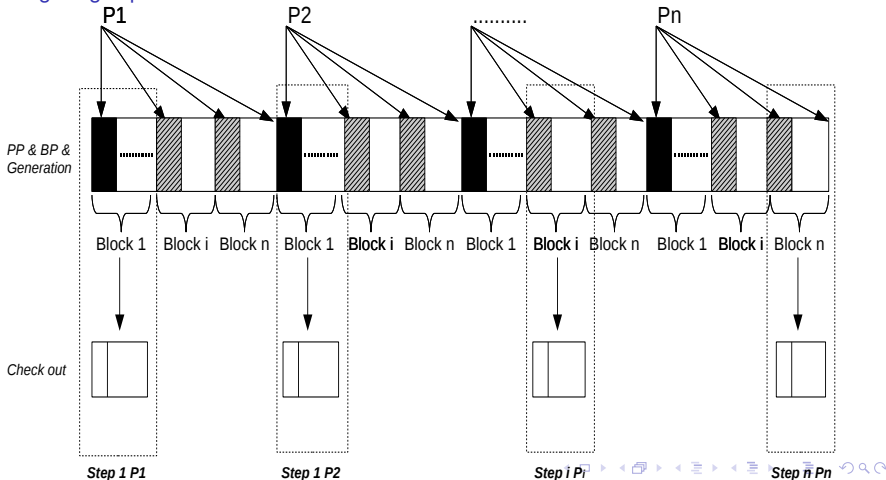 P1 P2 .......... Pn
PP & BP &
Generation
Block 1 Block i Block n Block 1 Block i Block n Block 1 Block i Block n Block 1 Block i Block n
Check out
Step 1 P1 Step 1 P2 Step i Pi Step n Pn